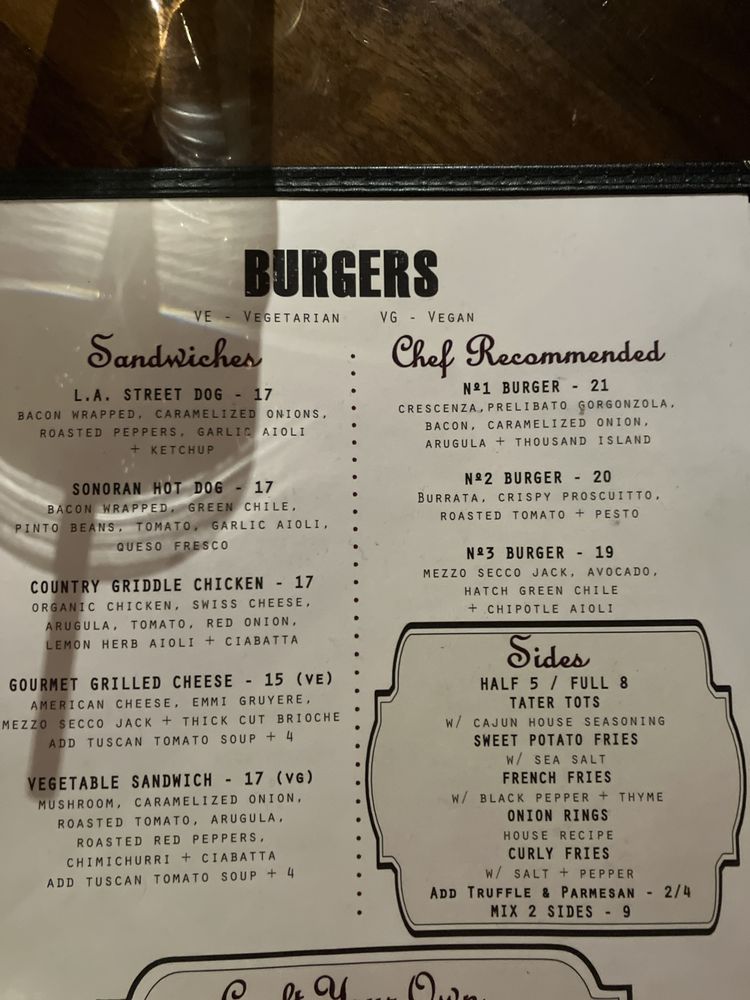 BURGERS
VE - VEGETARIAN VG - VEGAN
Sandwiches
L.A. STREET DOG - 17
BACON WRAPPED, CARAMELIZED ONIONS,
ROASTED PEPPERS, GARLIC AIOLI
+ KETCHUP
SONORAN HOT DOG - 17
BACON WRAPPED, GREEN CHILE,
PINTO BEANS, TOMATO, GARLIC AIOLI,
QUESO FRESCO
COUNTRY GRIDDLE CHICKEN - 17
ORGANIC CHICKEN, SWISS CHEESE,
ARUGULA, TOMATO, RED ONION,
LEMON HERB AIOLI + CIABATTA
GOURMET GRILLED CHEESE - 15 (VE)
AMERICAN CHEESE, EMMI GRUYERE,
MEZZO SECCO JACK + THICK CUT BRIOCHE
ADD TUSCAN TOMATO SOUP + 4
VEGETABLE SANDWICH - 17 (VG)
MUSHROOM, CARAMELIZED ONION,
ROASTED TOMATO, ARUGULA,
ROASTED RED PEPPERS,
CHIMICHURRI + CIABATTA
ADD TUSCAN TOMATO SOUP + 4
Chef Recommended
Nº1 BURGER - 21
CRESCENZA, PRELIBATO GORGONZOLA,
BACON, CARAMELIZED ONION,
ARUGULA + THOUSAND ISLAND
Nº2 BURGER - 20
BURRATA, CRISPY PROSCUITTO,
ROASTED TOMATO + PESTO
Nº3 BURGER - 19
MEZZO SECCO JACK, AVOCADO,
HATCH GREEN CHILE
+ CHIPOTLE AIOLI
Sides
HALF 5 / FULL 8
TATER TOTS
W/ CAJUN HOUSE SEASONING
SWEET POTATO FRIES
W/ SEA SALT
FRENCH FRIES
W/ BLACK PEPPER + THYME
ONION RINGS
HOUSE RECIPE
CURLY FRIES
W/ SALT + PEPPER
ADD TRUFFLE & PARMESAN - 2/4
MIX 2 SIDES - 9
Your Own